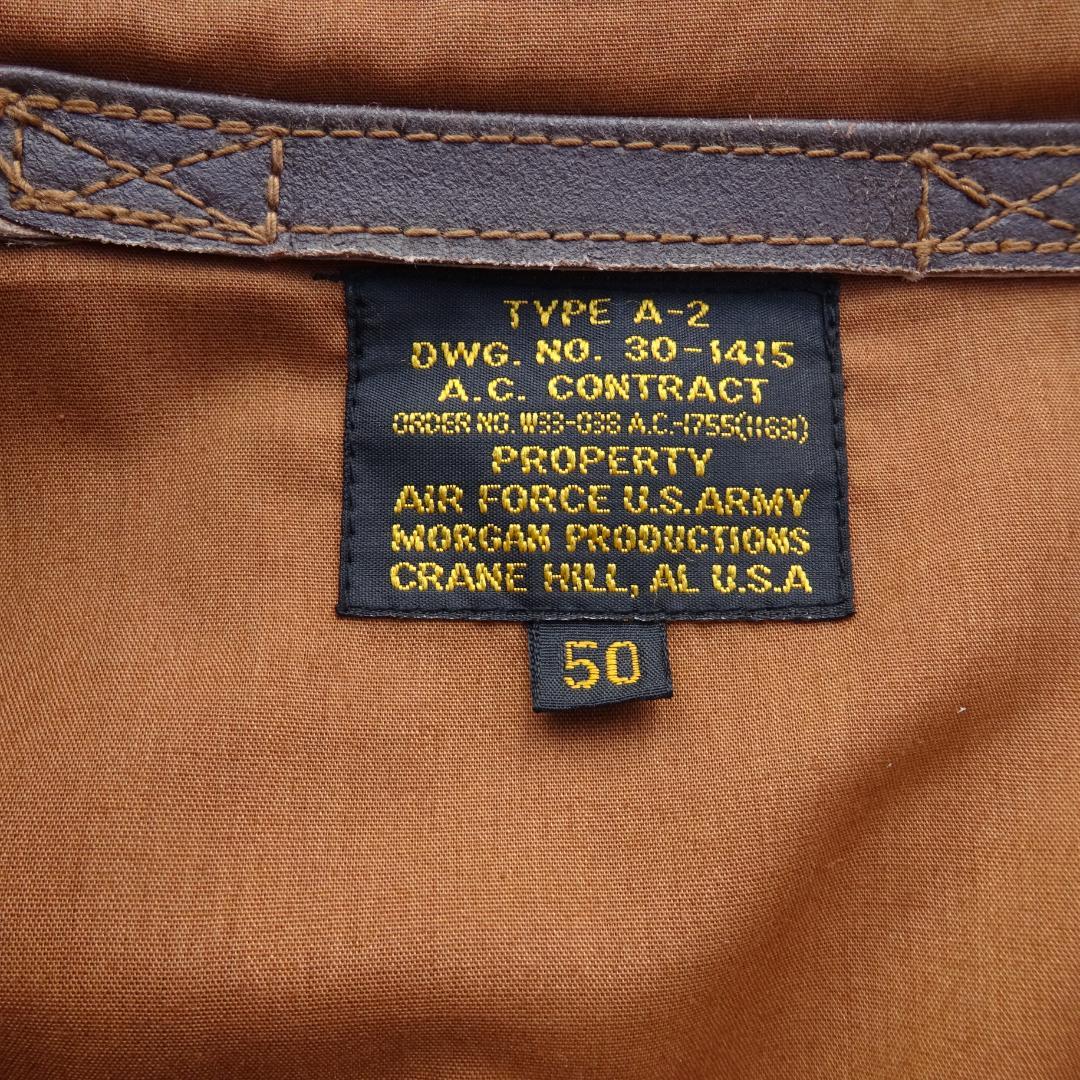 TYPE A-2
DWG. NO. 30-1415
A.C. CONTRACT
ORDER NO. W33-038 A.C.-1755(11631)
PROPERTY
AIR FORCE U.S.ARMY
MORGAN PRODUCTIONS
CRANE HILL, AL U.S.A
50